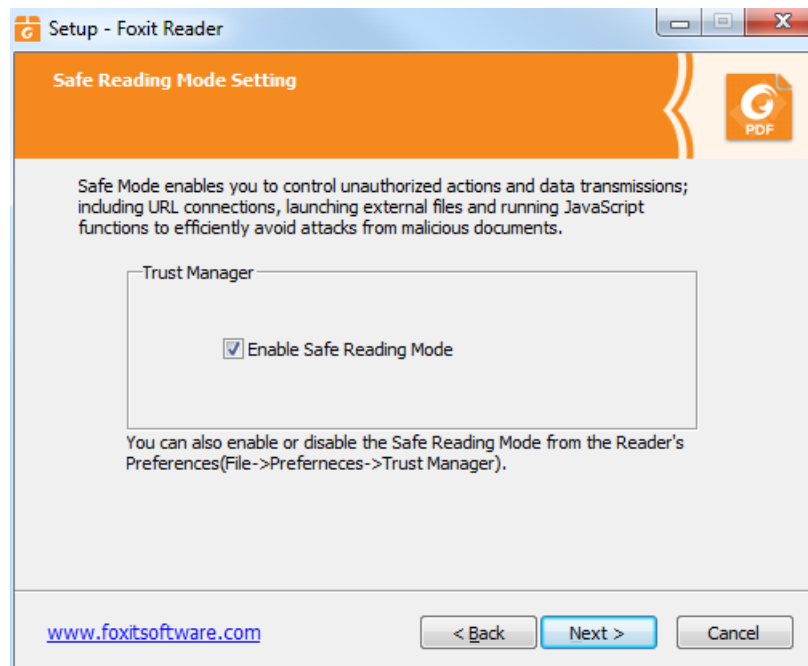 Setup - Foxit Reader
Safe Reading Mode Setting
PDF
Safe Mode enables you to control unauthorized actions and data transmissions;
including URL connections, launching external files and running JavaScript
functions to efficiently avoid attacks from malicious documents.
Trust Manager
Enable Safe Reading Mode
You can also enable or disable the Safe Reading Mode from the Reader's
Preferences(File->Preferneces->Trust Manager).
www.foxitsoftware.com
< Back
Next >
Cancel